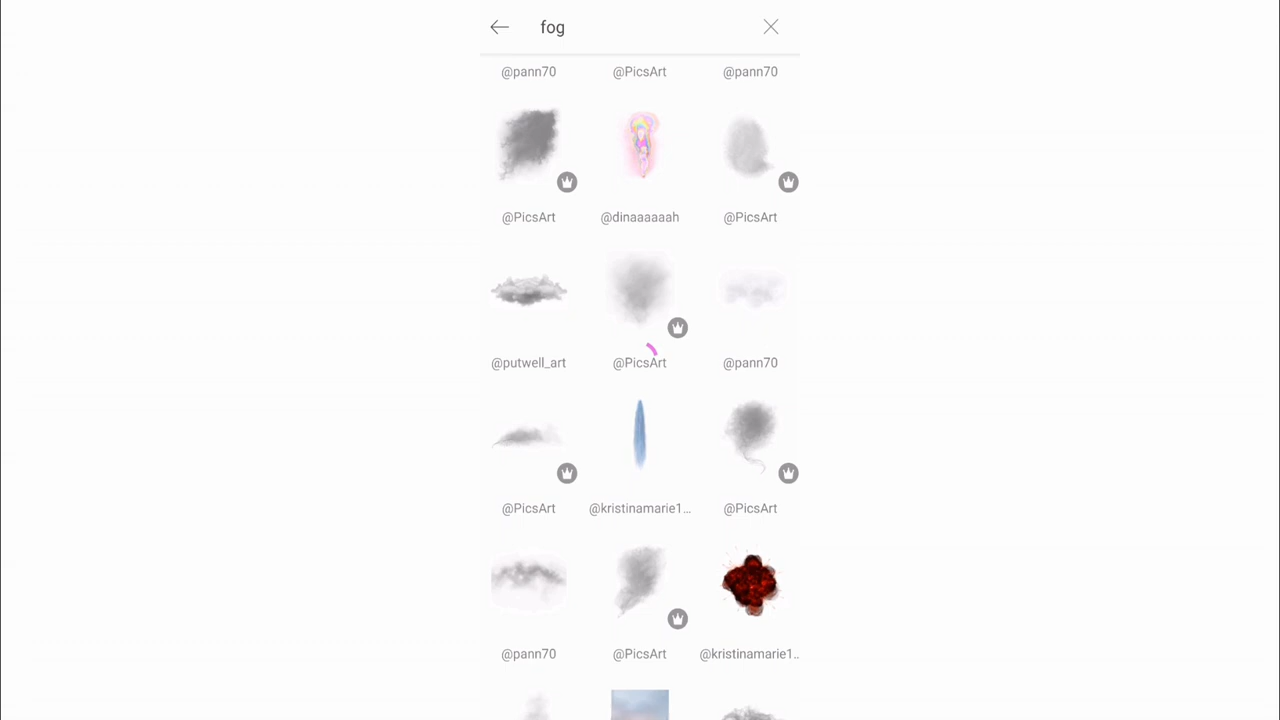 fog
@pann70 @PicsArt @pann70
@PicsArt @dinaaaaaah @PicsArt
@putwell_art @PicsArt @pann70
@PicsArt @kristinamarie1... @PicsArt
@pann70 @PicsArt @kristinamarie1..